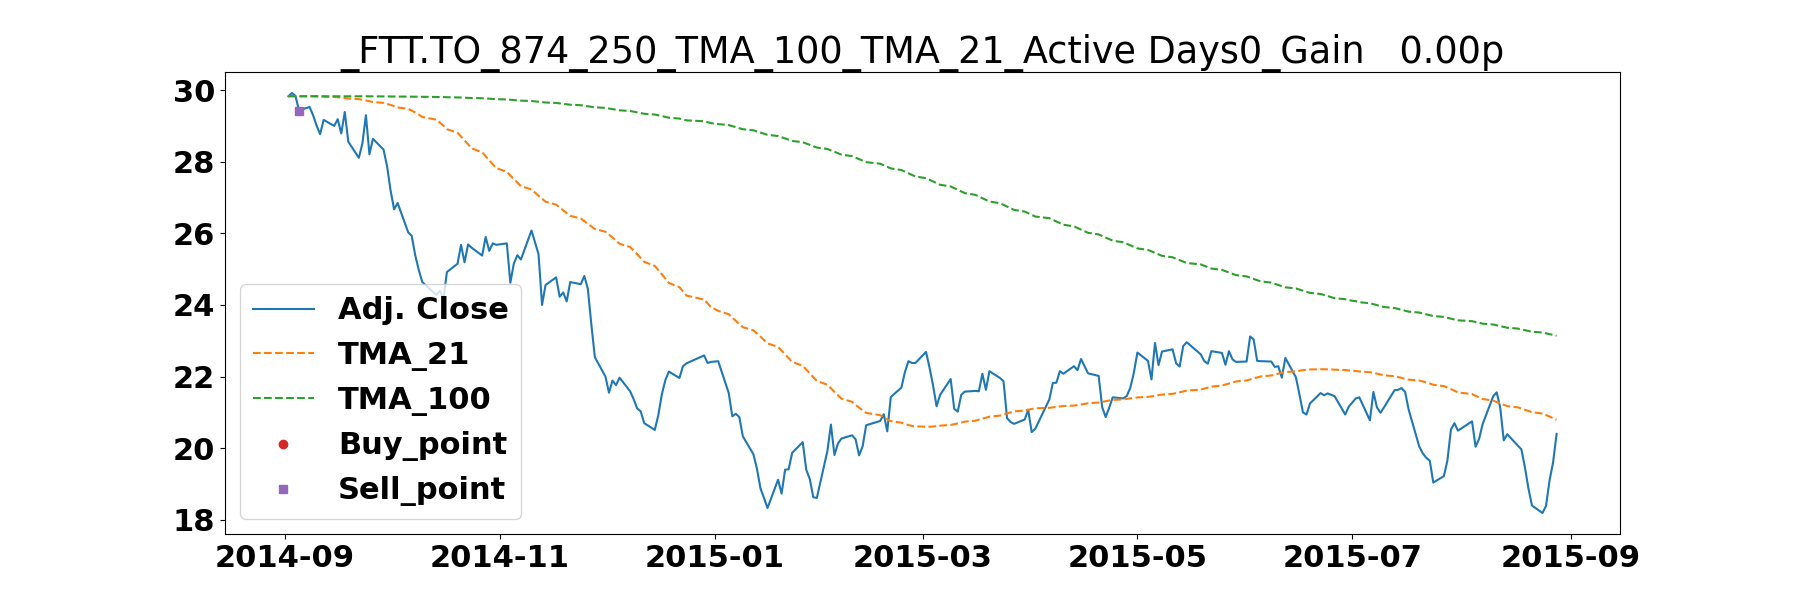 _FTT.TO_874_250_TMA_100_TMA_21_Active Days0_Gain   0.00p
30
28
26
24
22
20
18
Adj. Close
TMA_21
TMA_100
Buy_point
Sell_point
2014-09 2014-11 2015-01 2015-03 2015-05 2015-07 2015-09